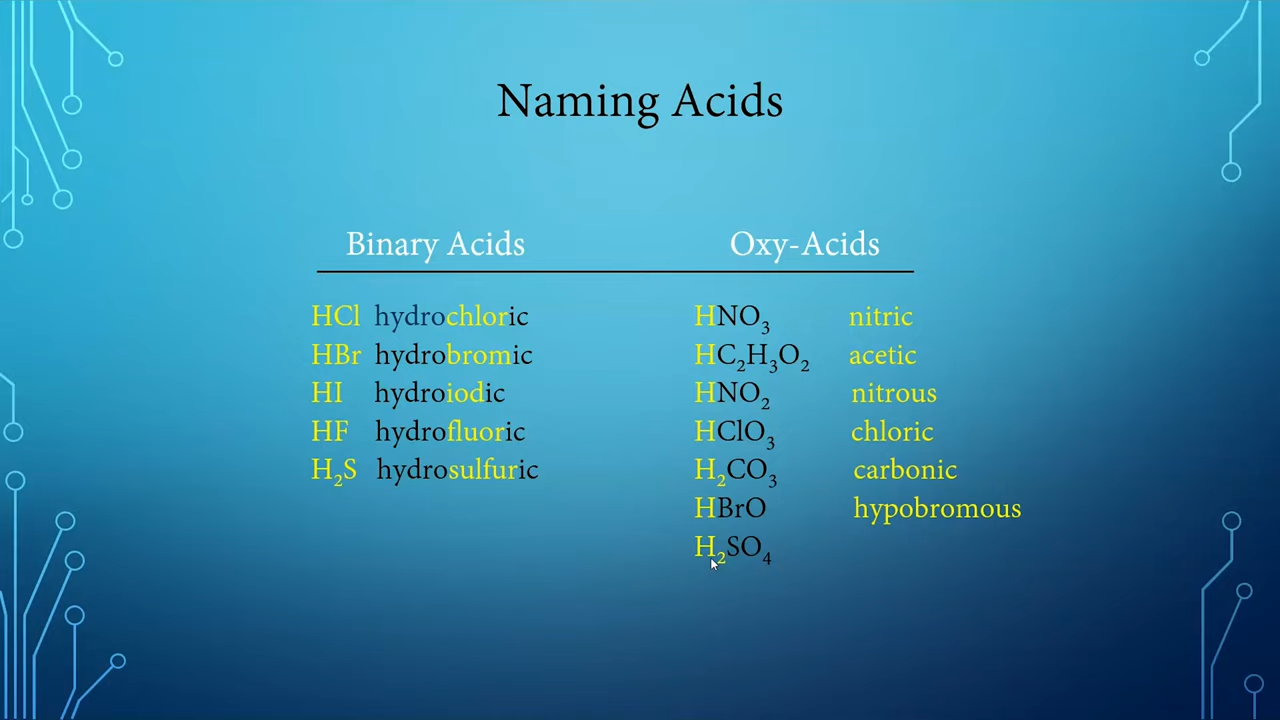 Naming Acids
Binary Acids
HCl hydrochloric
HBr hydrobromic
HI hydroiodic
HF hydrofluoric
H₂S hydrosulfuric
Oxy-Acids
HNO₃ nitric
HC₂H₃O₂ acetic
HNO₂ nitrous
HClO₃ chloric
H₂CO₃ carbonic
HBrO hypobromous
H₂SO₄